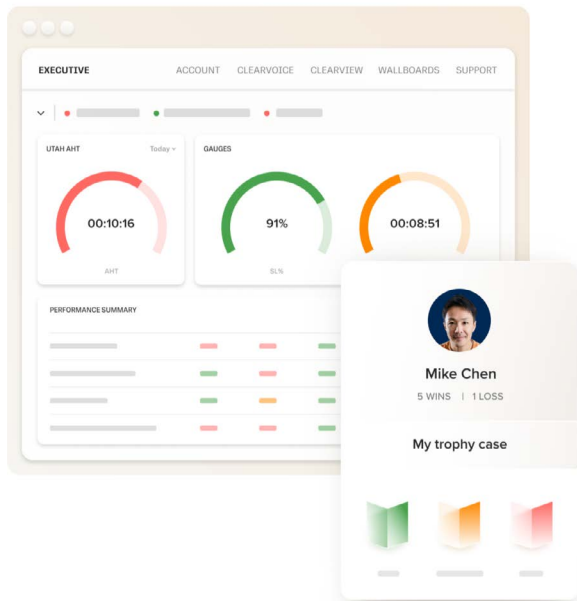 EXECUTIVE ACCOUNT CLEARVOICE CLEARVIEW WALLBOARDS SUPPORT
UTAH AHT Today
GAUGES
00:10:16
91%
00:08:51
AHT
SL%
PERFORMANCE SUMMARY
Mike Chen
5 WINS | 1 LOSS
My trophy case